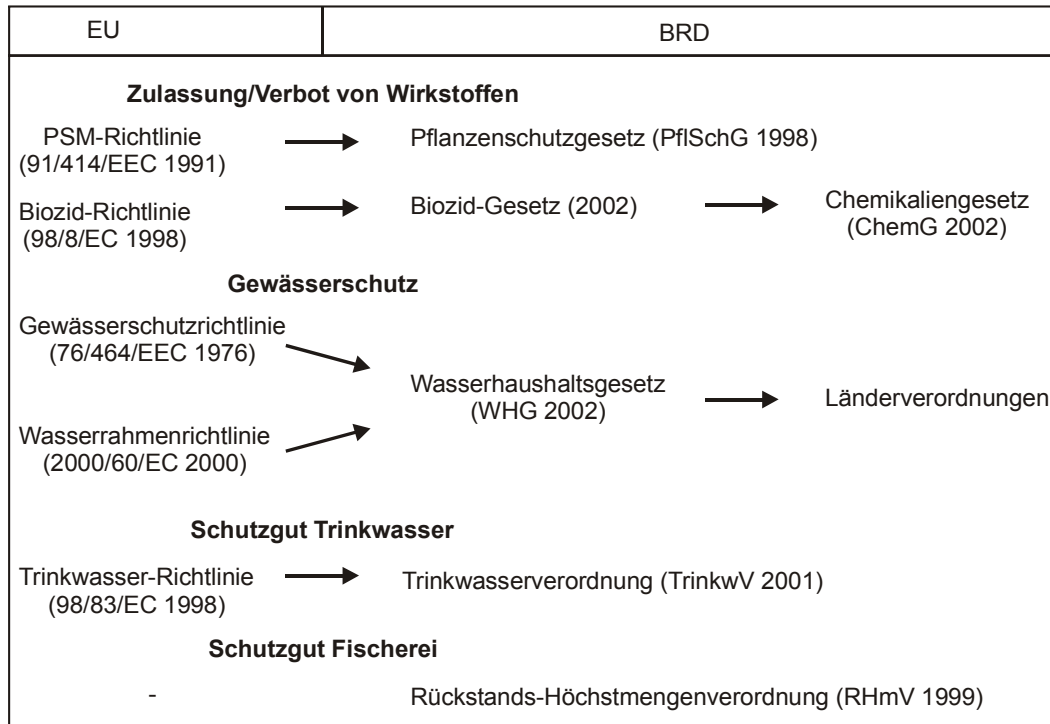 EU
BRD
Zulassung/Verbot von Wirkstoffen
PSM-Richtlinie
(91/414/EEC 1991)
Pflanzenschutzgesetz (PflSchG 1998)
Biozid-Richtlinie
(98/8/EC 1998)
Biozid-Gesetz (2002)
Chemikaliengesetz
(ChemG 2002)
Gewässerschutz
Gewässerschutzrichtlinie
(76/464/EEC 1976)
Wasserrahmenrichtlinie
(2000/60/EC 2000)
Wasserhaushaltsgesetz
(WHG 2002)
Länderverordnungen
Schutzgut Trinkwasser
Trinkwasser-Richtlinie
(98/83/EC 1998)
Trinkwasserverordnung (TrinkwV 2001)
Schutzgut Fischerei
-
Rückstands-Höchstmengenverordnung (RHmV 1999)